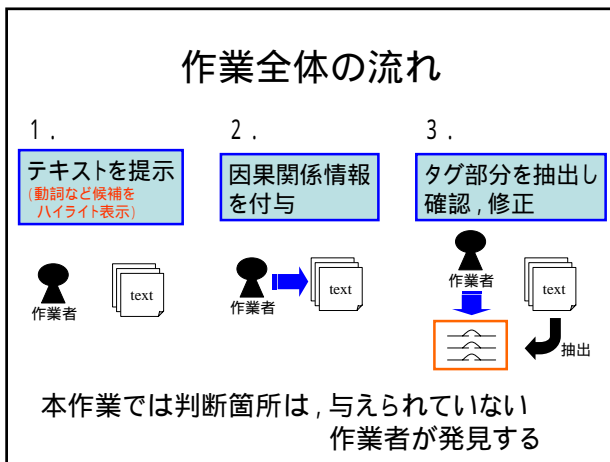 作業全体の流れ
1.
テキストを提示
(動詞など候補を
ハイライト表示)
作業者
text
2.
因果関係情報
を付与
作業者
text
3.
タグ部分を抽出し
確認,修正
作業者
text
抽出
本作業では判断箇所は,与えられていない
作業者が発見する